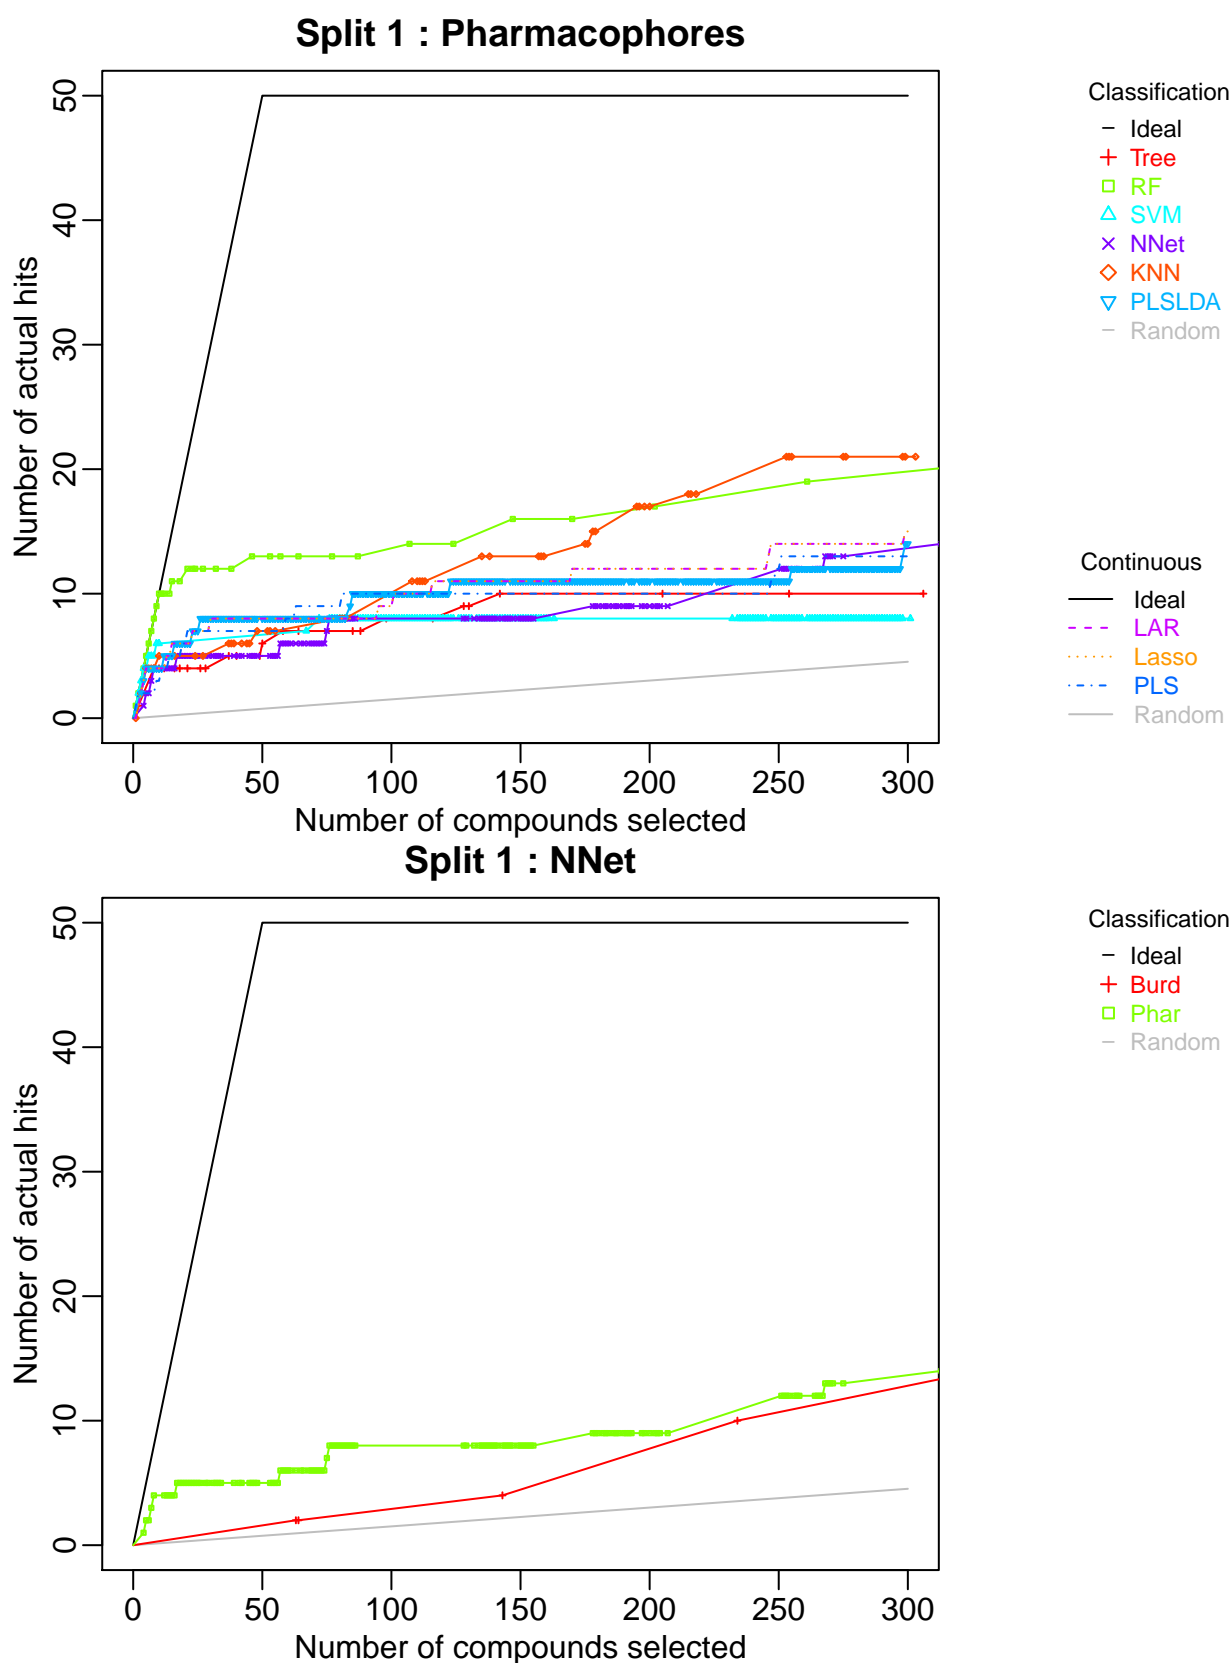 Split 1 : Pharmacophores
Number of actual hits
50
40
30
20
10
0
0 50 100 150 200 250 300
Number of compounds selected
Classification
Ideal
Tree
RF
SVM
NNet
KNN
PLSLDA
Random
Continuous
Ideal
LAR
Lasso
PLS
Random
Split 1 : NNet
Number of actual hits
50
40
30
20
10
0
0 50 100 150 200 250 300
Number of compounds selected
Classification
Ideal
Burd
Phar
Random